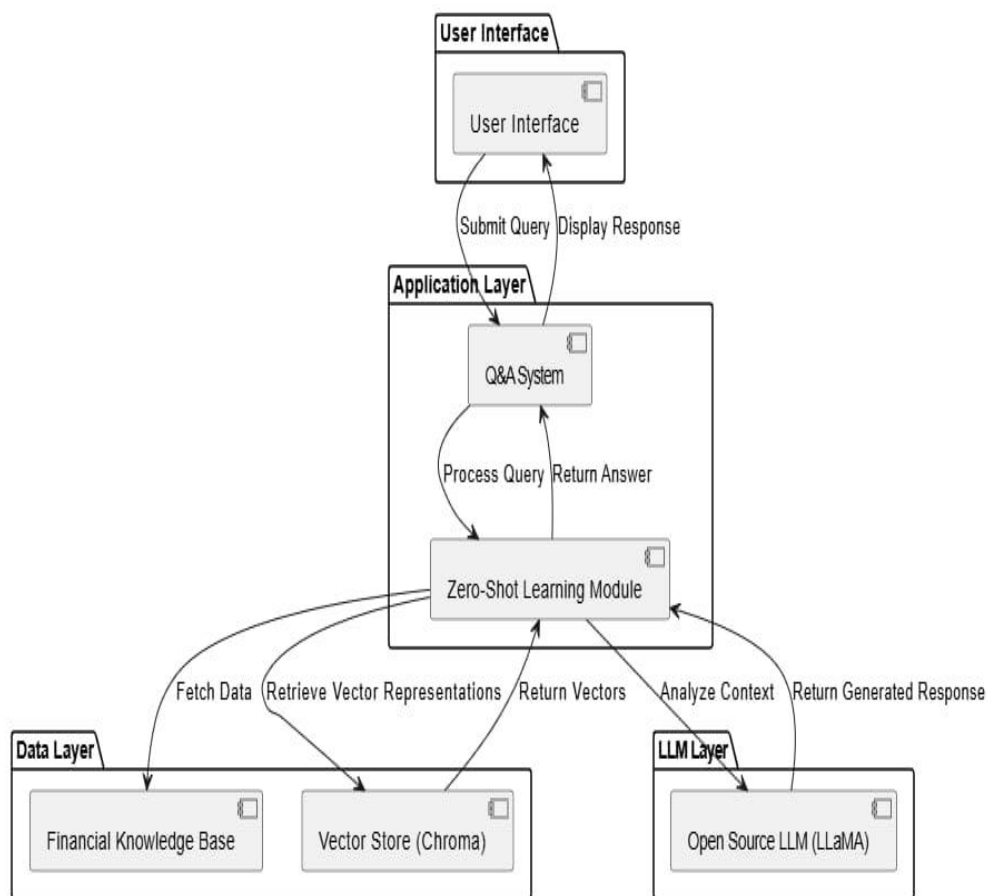 User Interface
User Interface
Submit Query
Display Response
Application Layer
Q&A System
Process Query
Return Answer
Zero-Shot Learning Module
Fetch Data
Retrieve Vector Representations
Return Vectors
Analyze Context
Return Generated Response
Data Layer
LLM Layer
Financial Knowledge Base
Vector Store (Chroma)
Open Source LLM (LLaMA)